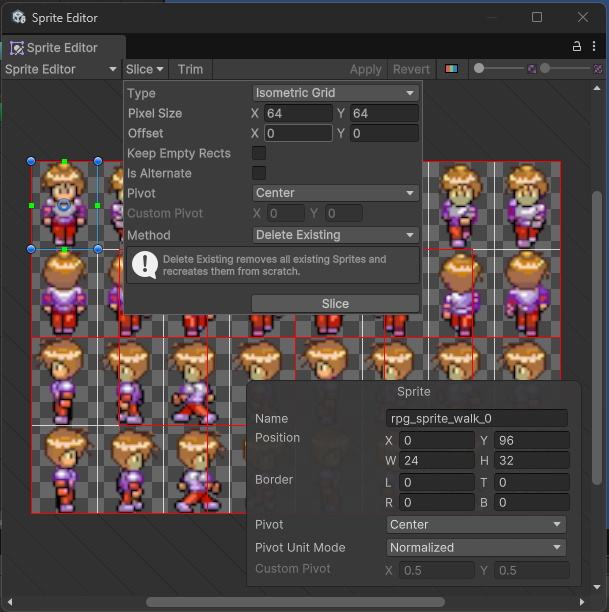 Sprite Editor
Sprite Editor
Sprite Editor Slice Trim Apply Revert
Type Isometric Grid
Pixel Size X 64 Y 64
Offset X 0 Y 0
Keep Empty Rects
Is Alternate
Pivot Center
Custom Pivot X 0 Y 0
Method Delete Existing
Delete Existing removes all existing Sprites and
recreates them from scratch.
Slice
Sprite
Name rpg_sprite_walk_0
Position X 0 Y 96
W 24 H 32
Border L 0 T 0
R 0 B 0
Pivot Center
Pivot Unit Mode Normalized
Custom Pivot X 0.5 Y 0.5